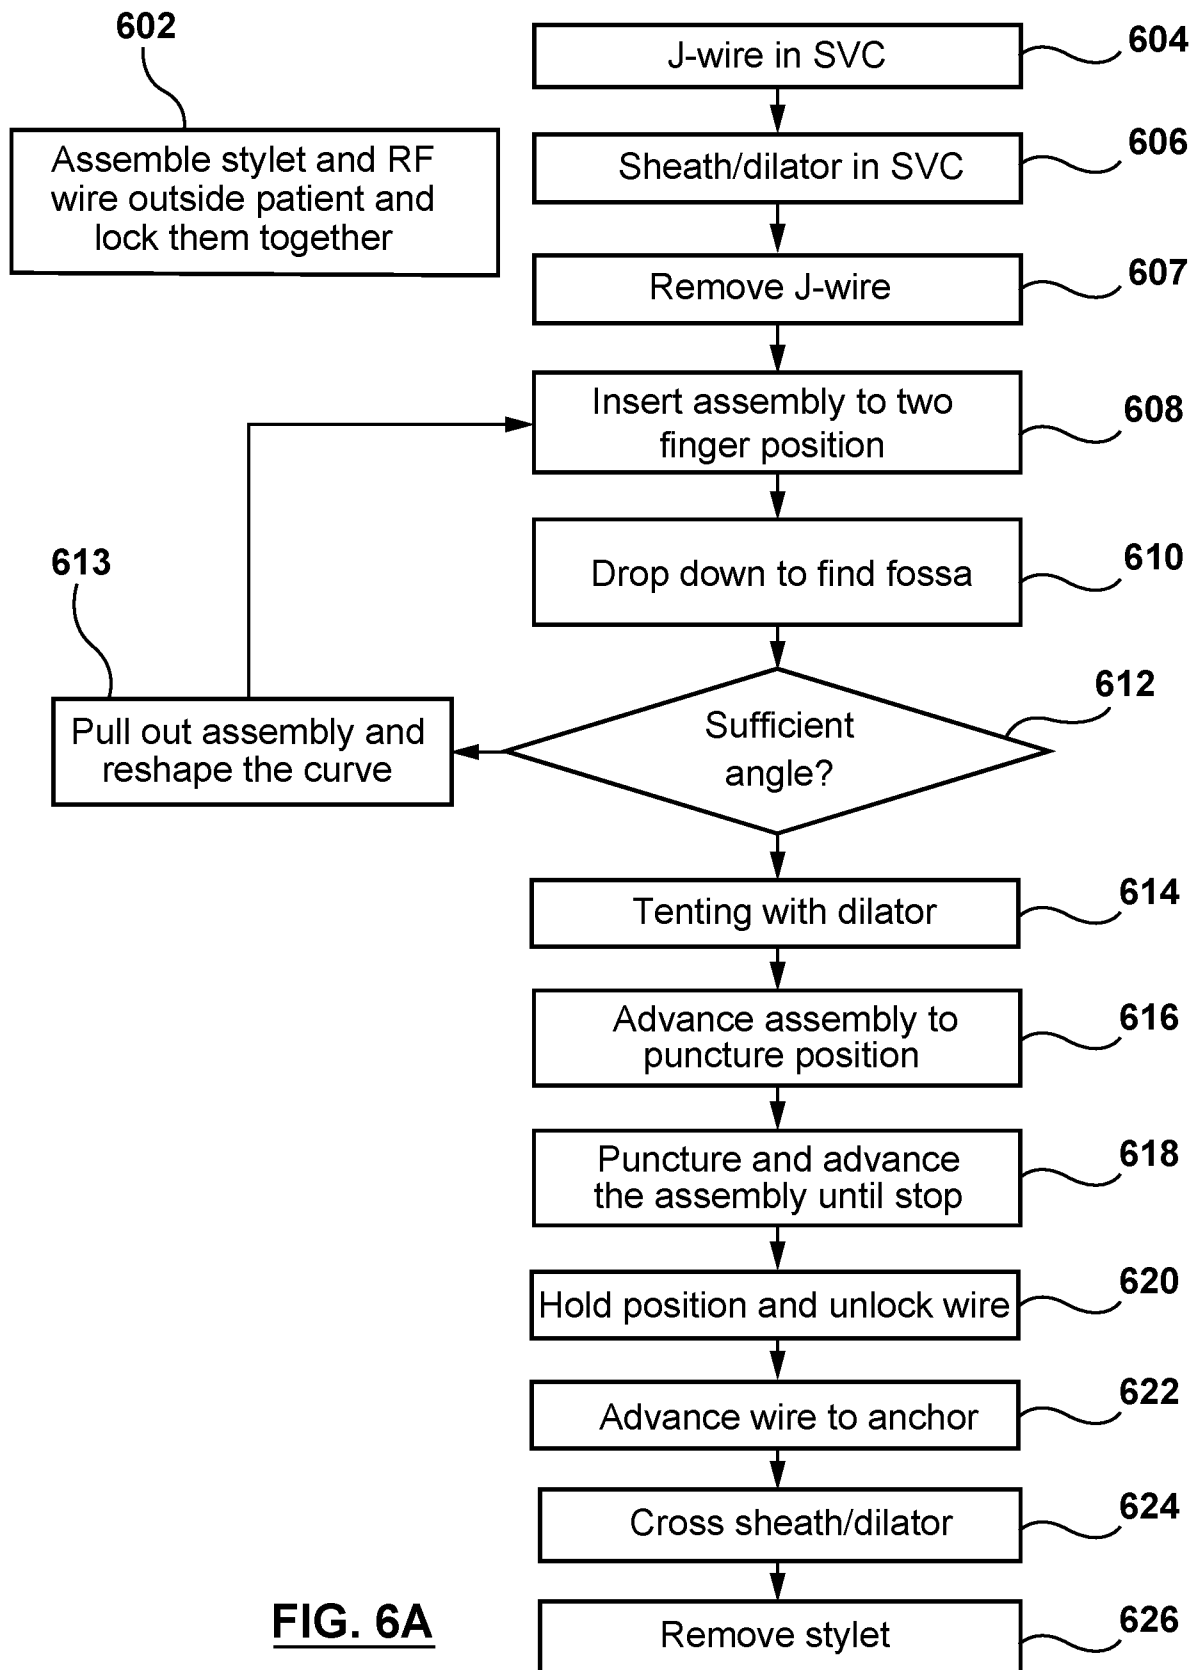 602
Assemble stylet and RF
wire outside patient and
lock them together
J-wire in SVC
604
Sheath/dilator in SVC
606
Remove J-wire
607
Insert assembly to two
finger position
608
Drop down to find fossa
610
613
Pull out assembly and
reshape the curve
Sufficient
angle?
612
Tenting with dilator
614
Advance assembly to
puncture position
616
Puncture and advance
the assembly until stop
618
Hold position and unlock wire
620
Advance wire to anchor
622
Cross sheath/dilator
624
Remove stylet
626
FIG. 6A